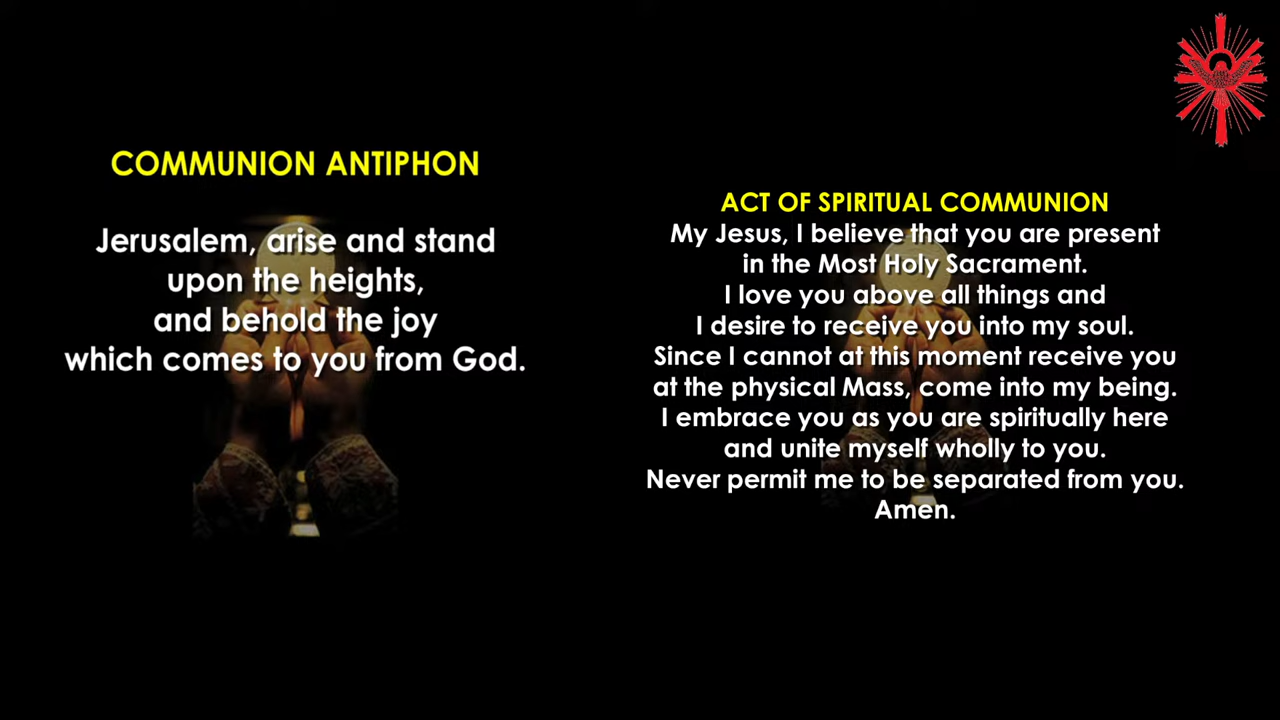 COMMUNION ANTIPHON
Jerusalem, arise and stand
upon the heights,
and behold the joy
which comes to you from God.
ACT OF SPIRITUAL COMMUNION
My Jesus, I believe that you are present
in the Most Holy Sacrament.
I love you above all things and
I desire to receive you into my soul.
Since I cannot at this moment receive you
at the physical Mass, come into my being.
I embrace you as you are spiritually here
and unite myself wholly to you.
Never permit me to be separated from you.
Amen.